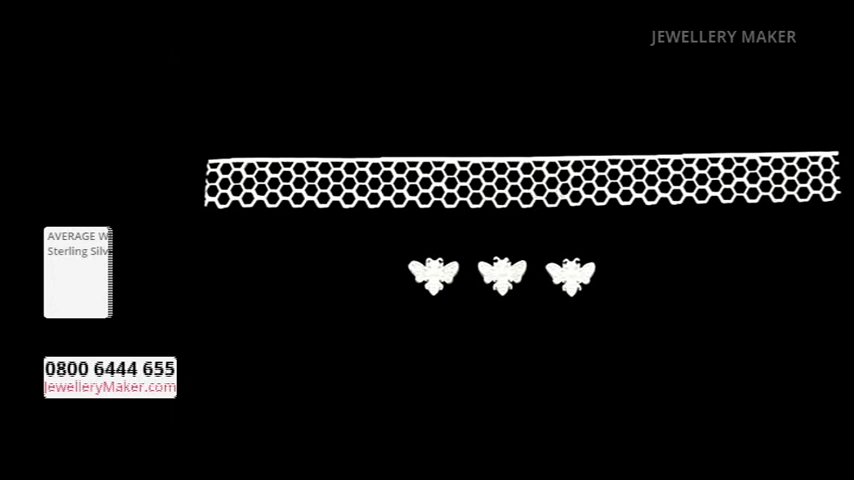 JEWELLERY MAKER
AVERAGE W
Sterling Silv
0800 6444 655
JewelleryMaker.com